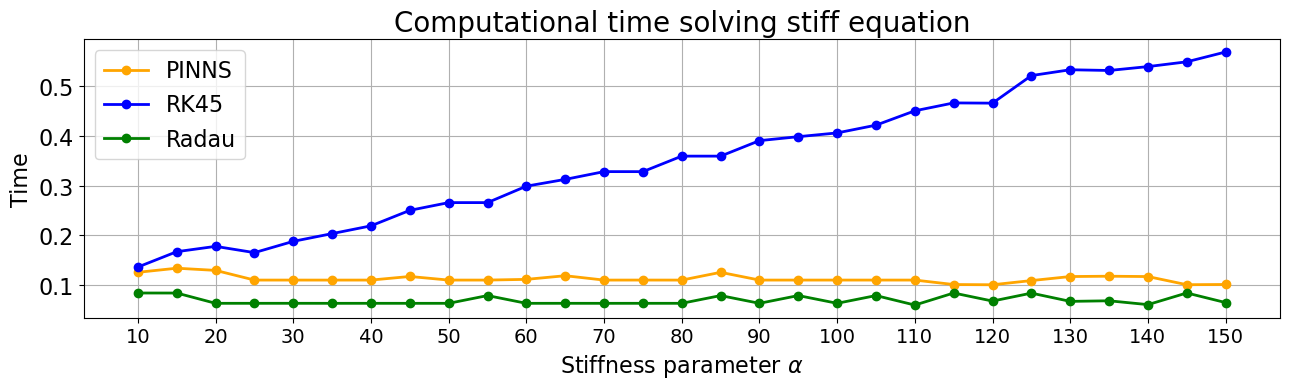 Computational time solving stiff equation
PINNS
RK45
Radau
Time
0.5
0.4
0.3
0.2
0.1
10 20 30 40 50 60 70 80 90 100 110 120 130 140 150
Stiffness parameter α